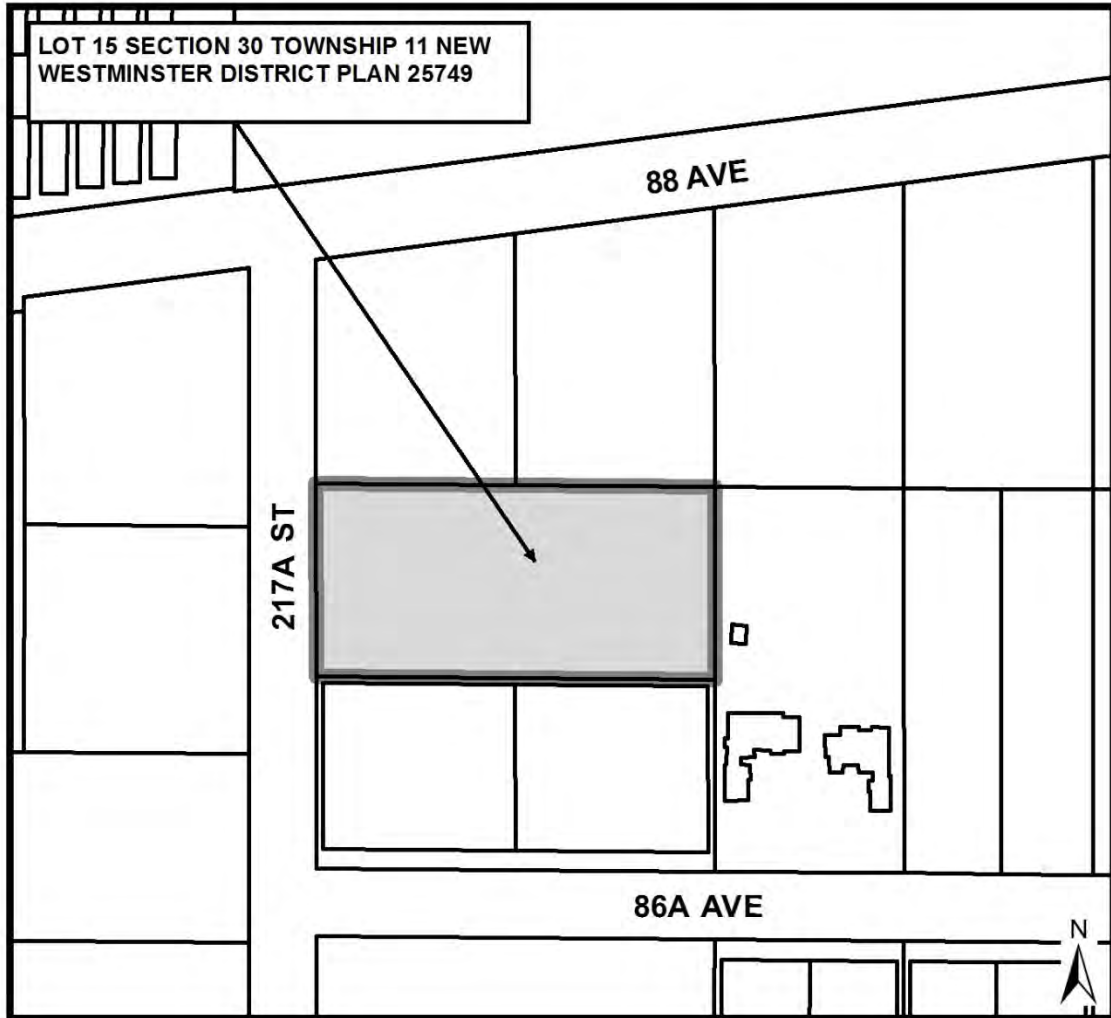 LOT 15 SECTION 30 TOWNSHIP 11 NEW
WESTMINSTER DISTRICT PLAN 25749
88 AVE
217A ST
86A AVE
N